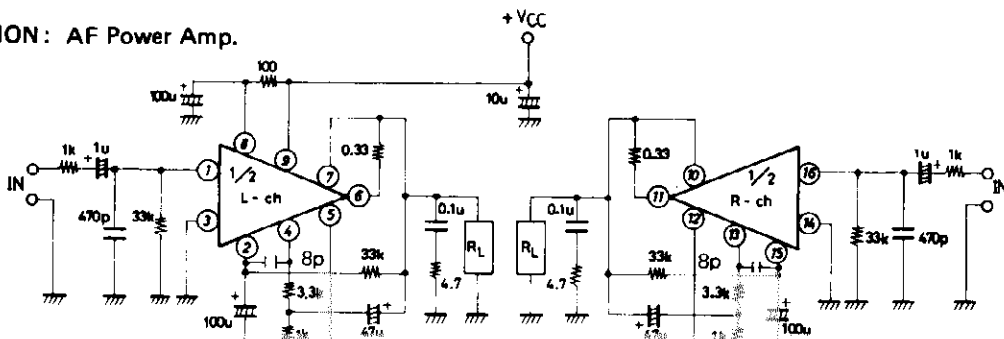 ION: AF Power Amp.
+ VCC
100
+
100u
+
10u
8
9
7
0.33
6
5
4
2
3
1
1/2
L-ch
IN
1k
+
1u
470p
33k
8p
33k
3.3k
+
100u
+
47u
0.1u
4.7
RL
RL
0.1u
4.7
0.33
10
11
12
13
15
14
16
1/2
R-ch
8p
33k
3.3k
+
+
100u
33k
470p
1u
+
1k
IN